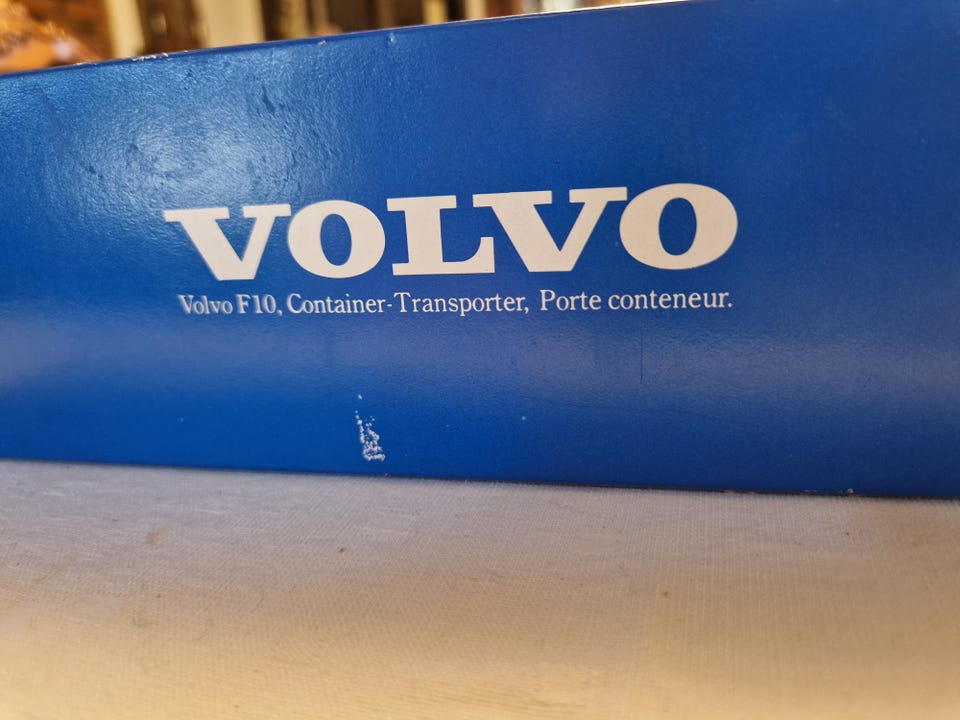 VOLVO
Volvo F10, Container-Transporter, Porte conteneur.